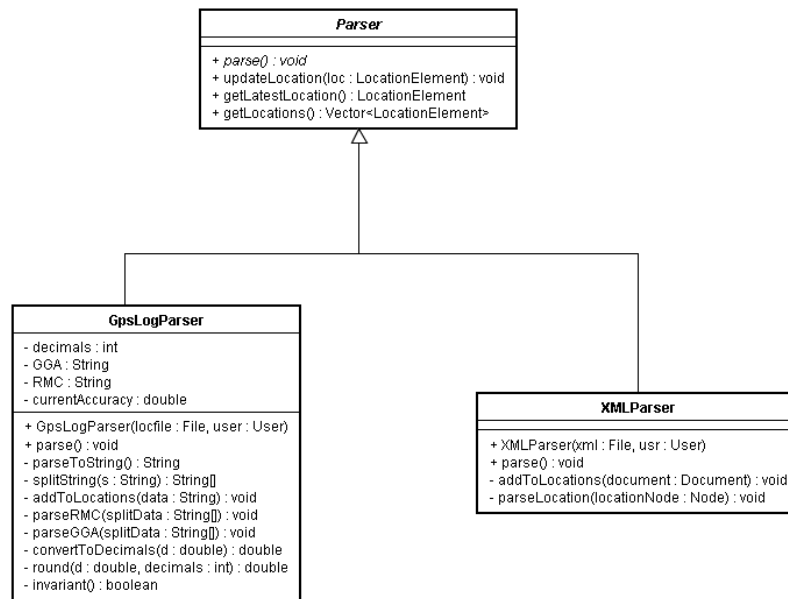 Parser
+ parse() : void
+ updateLocation(loc : LocationElement) : void
+ getLatestLocation() : LocationElement
+ getLocations() : Vector<LocationElement>
GpsLogParser
- decimals : int
- GGA : String
- RMC : String
- currentAccuracy : double
+ GpsLogParser(locfile : File, user : User)
+ parse() : void
- parseToString() : String
- splitString(s : String) : String[]
- addToLocations(data : String) : void
- parseRMC(splitData : String[]) : void
- parseGGA(splitData : String[]) : void
- convertToDecimals(d : double) : double
- round(d : double, decimals : int) : double
- invariant() : boolean
XMLParser
+ XMLParser(xml : File, usr : User)
+ parse() : void
- addToLocations(document : Document) : void
- parseLocation(locationNode : Node) : void